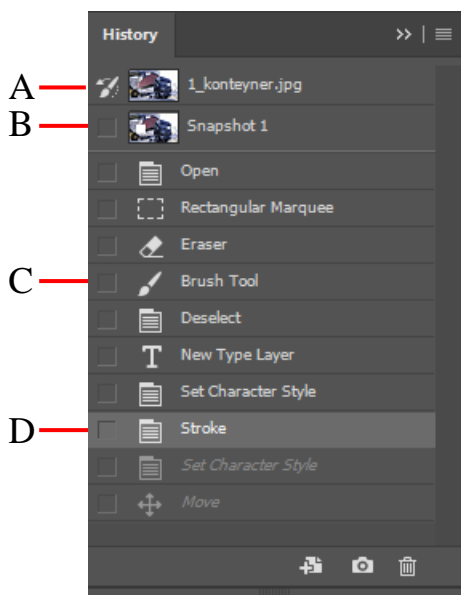 History
A 1_konteyner.jpg
B Snapshot 1
Open
Rectangular Marquee
Eraser
C Brush Tool
Deselect
T New Type Layer
Set Character Style
D Stroke
Set Character Style
Move